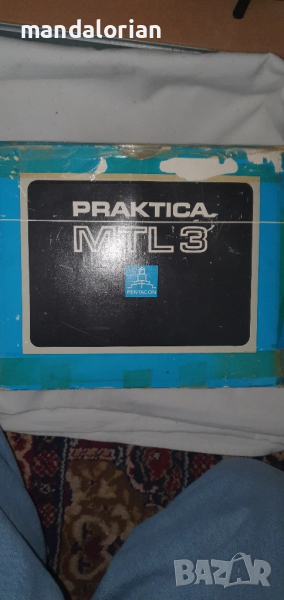 mandalorian
PRAKTICA
MTL 3
PENTACON
BAZAR